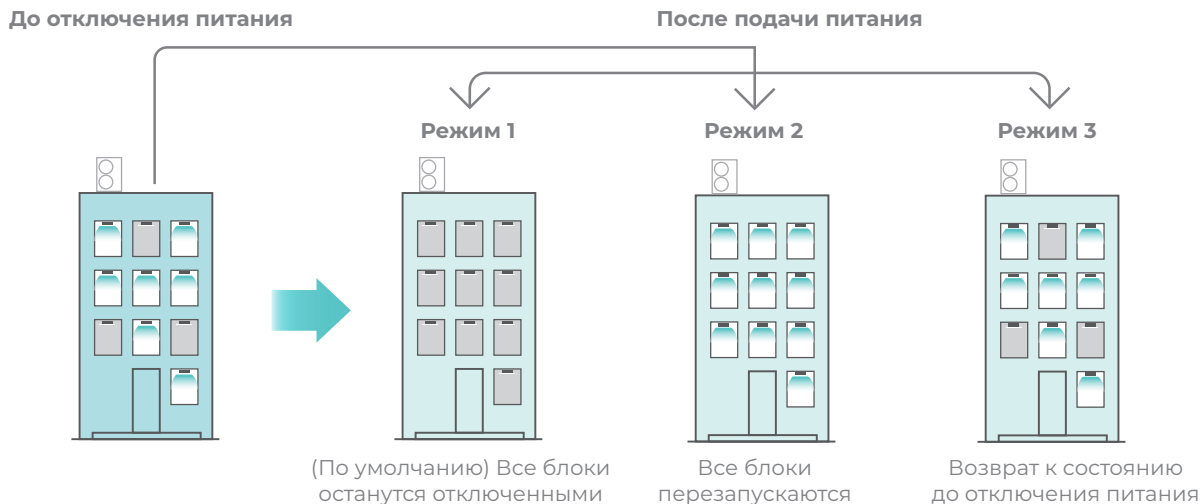 До отключения питания
После подачи питания
Режим 1
Режим 2
Режим 3
(По умолчанию) Все блоки
останутся отключенными
Все блоки
перезапускаются
Возврат к состоянию
до отключения питания